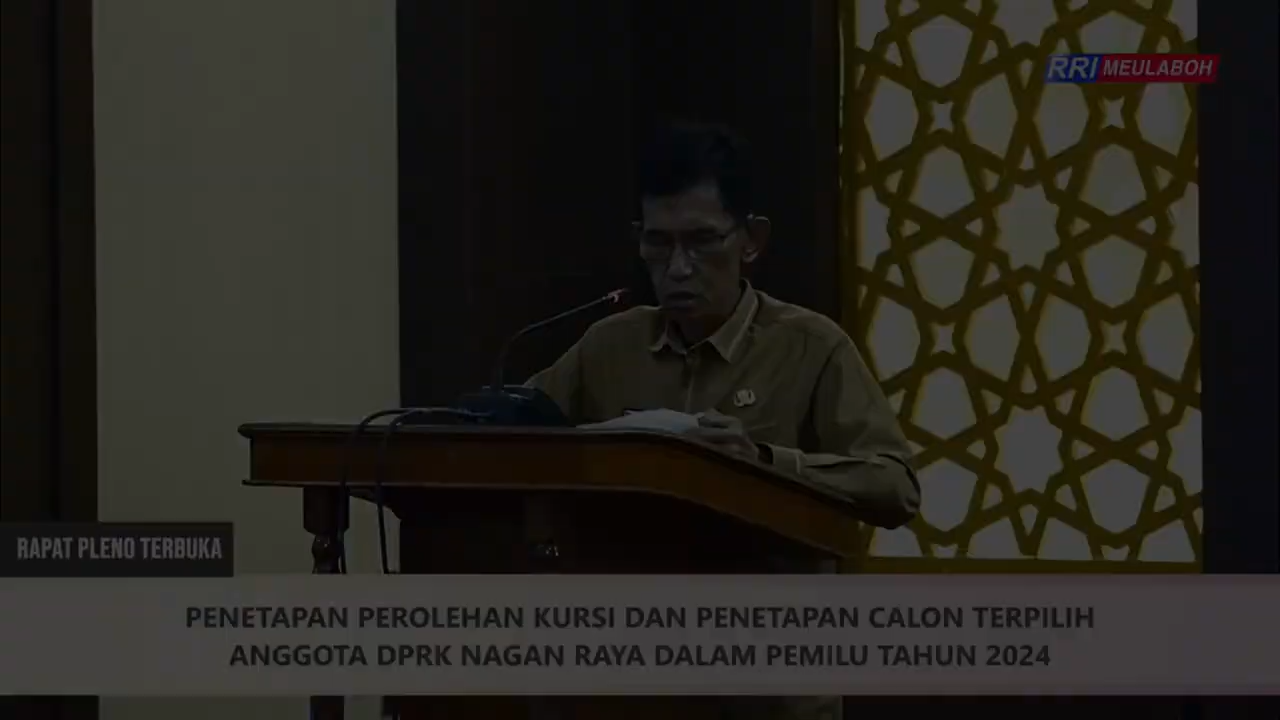 RRI MEULABOH
RAPAT PLENO TERBUKA
PENETAPAN PEROLEHAN KURSI DAN PENETAPAN CALON TERPILIH
ANGGOTA DPRK NAGAN RAYA DALAM PEMILU TAHUN 2024